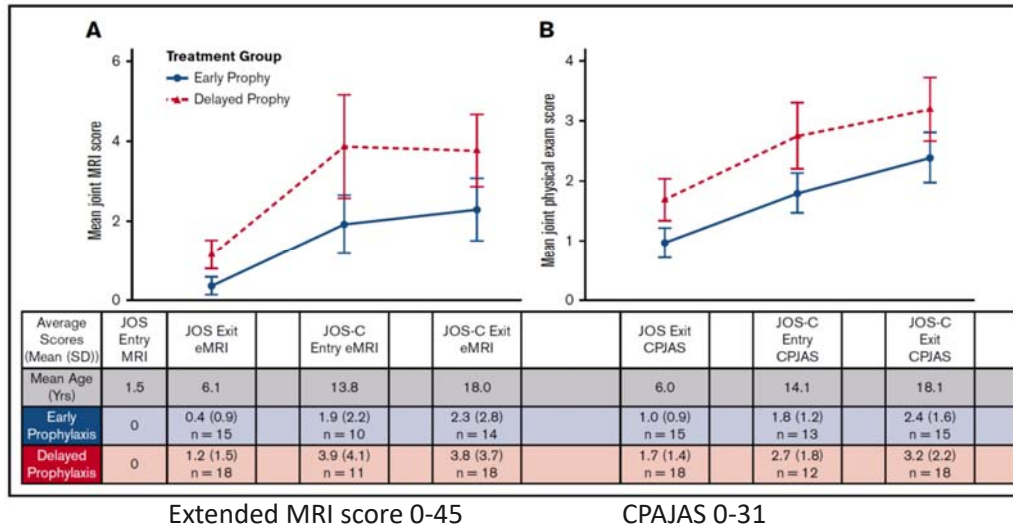 A
B
Treatment Group
Early Prophy
Delayed Prophy
Mean joint MRI score
6
4
2
0
Mean joint physical exam score
4
3
2
1
0
Average Scores (Mean (SD))
JOS Entry MRI
JOS Exit eMRI
JOS-C Entry eMRI
JOS-C Exit eMRI
JOS Exit CPJAS
JOS-C Entry CPJAS
JOS-C Exit CPJAS
Mean Age (Yrs)
1.5
6.1
13.8
18.0
6.0
14.1
18.1
Early Prophylaxis
0
0.4 (0.9) n = 15
1.9 (2.2) n = 10
2.3 (2.8) n = 14
1.0 (0.9) n = 15
1.8 (1.2) n = 13
2.4 (1.6) n = 15
Delayed Prophylaxis
0
1.2 (1.5) n = 18
3.9 (4.1) n = 11
3.8 (3.7) n = 18
1.7 (1.4) n = 18
2.7 (1.8) n = 12
3.2 (2.2) n = 18
Extended MRI score 0-45
CPAJAS 0-31